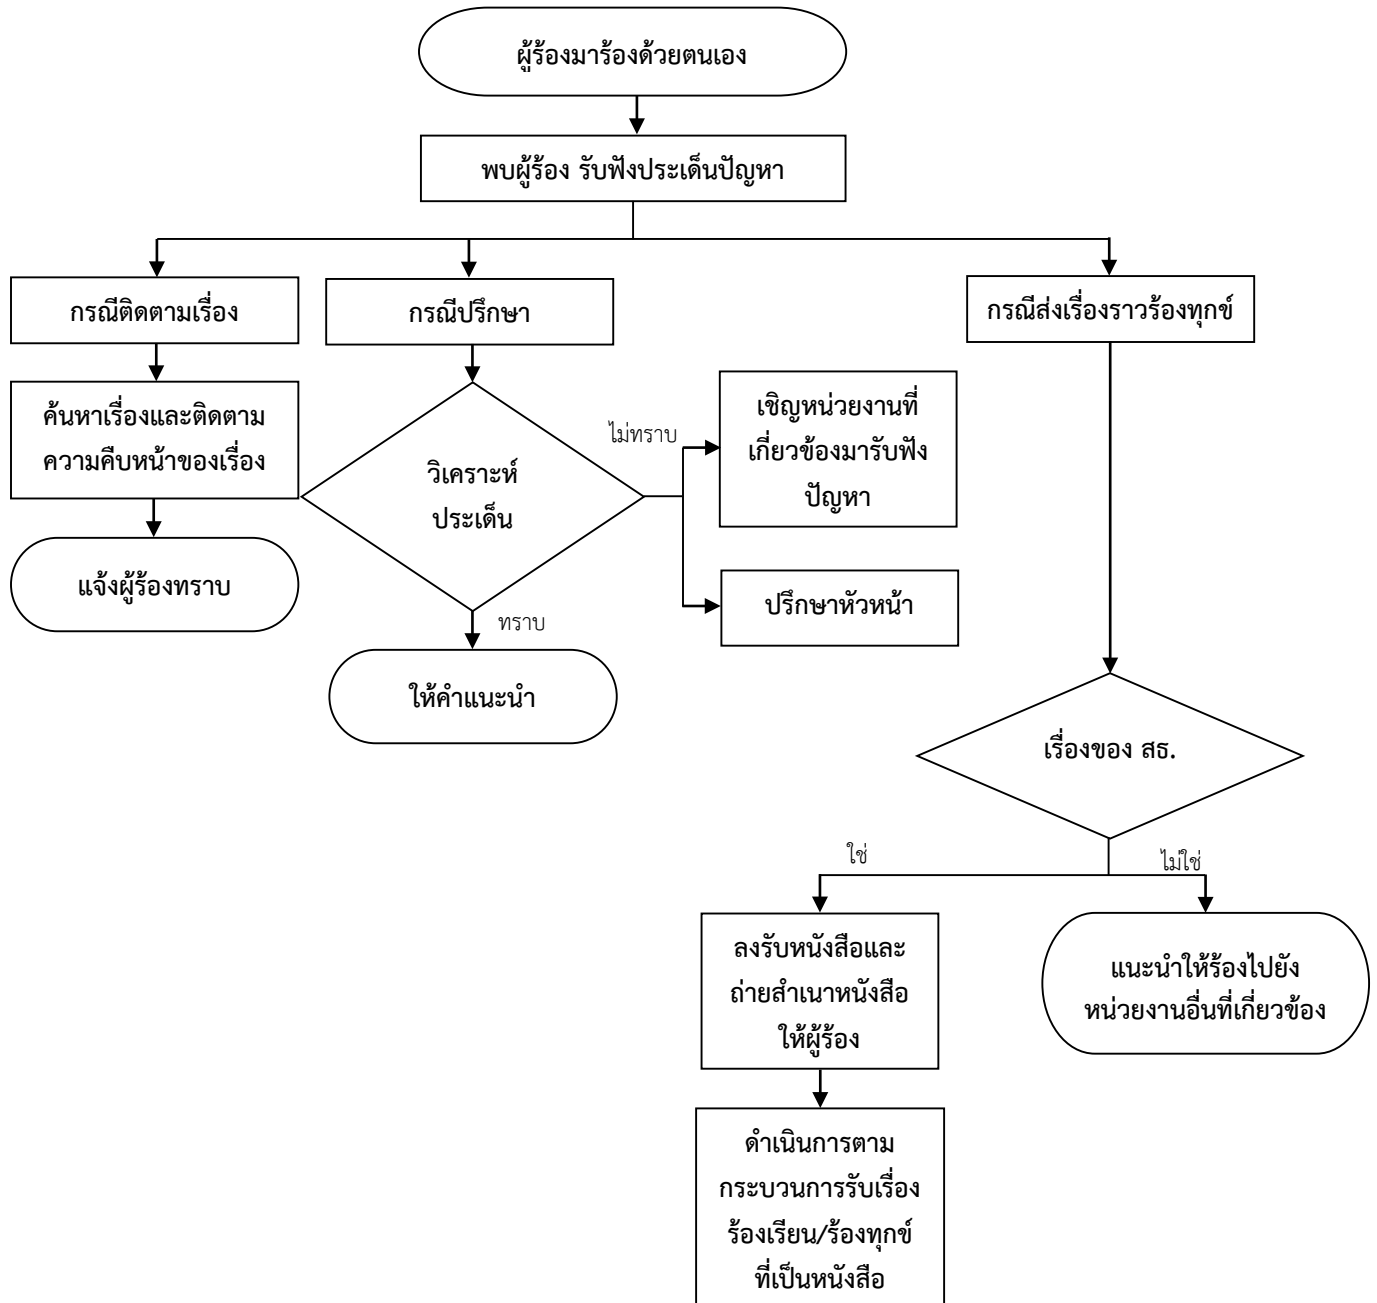 ผู้ร้องมาร้องด้วยตนเอง
พบผู้ร้อง รับฟังประเด็นปัญหา
กรณีติดตามเรื่อง
กรณีปรึกษา
กรณีส่งเรื่องราวร้องทุกข์
ค้นหาเรื่องและติดตาม
ความคืบหน้าของเรื่อง
แจ้งผู้ร้องทราบ
วิเคราะห์
ประเด็น
ไม่ทราบ
เชิญหน่วยงานที่
เกี่ยวข้องมารับฟัง
ปัญหา
ปรึกษาหัวหน้า
ทราบ
ให้คำแนะนำ
เรื่องของ สธ.
ใช่
ไม่ใช่
ลงรับหนังสือและ
ถ่ายสำเนาหนังสือ
ให้ผู้ร้อง
แนะนำให้ร้องไปยัง
หน่วยงานอื่นที่เกี่ยวข้อง
ดำเนินการตาม
กระบวนการรับเรื่อง
ร้องเรียน/ร้องทุกข์
ที่เป็นหนังสือ